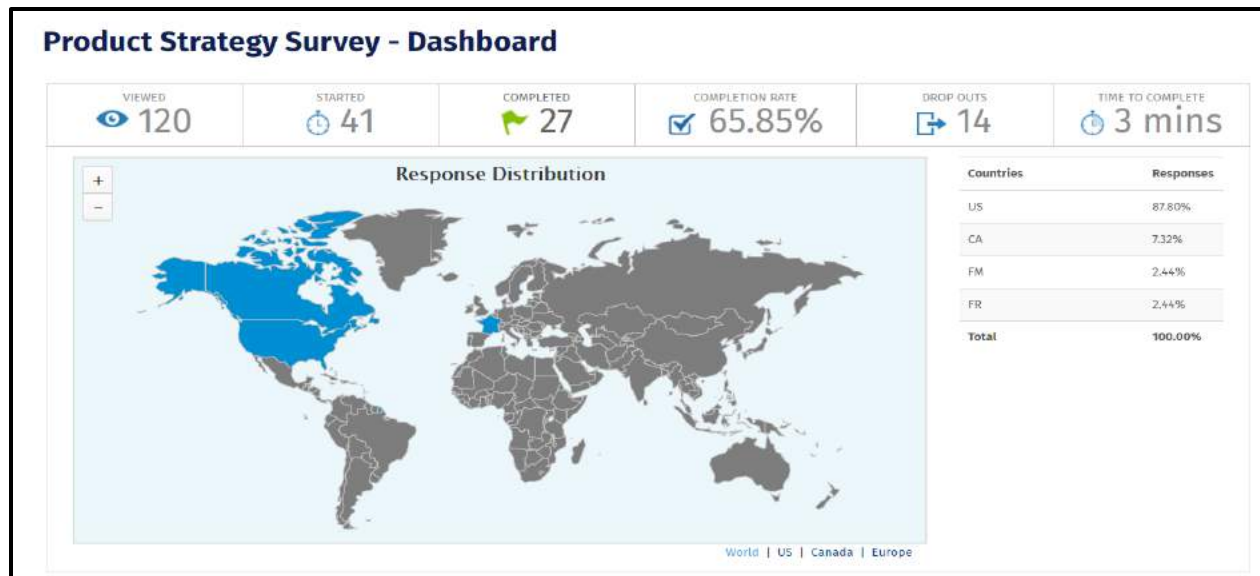 Product Strategy Survey - Dashboard
VIEWED STARTED COMPLETED COMPLETION RATE DROP OUTS TIME TO COMPLETE
120 41 27 65.85% 14 3 mins
+
−
Response Distribution
Countries Responses
US 87.80%
CA 7.32%
FM 2.44%
FR 2.44%
Total 100.00%
World | US | Canada | Europe